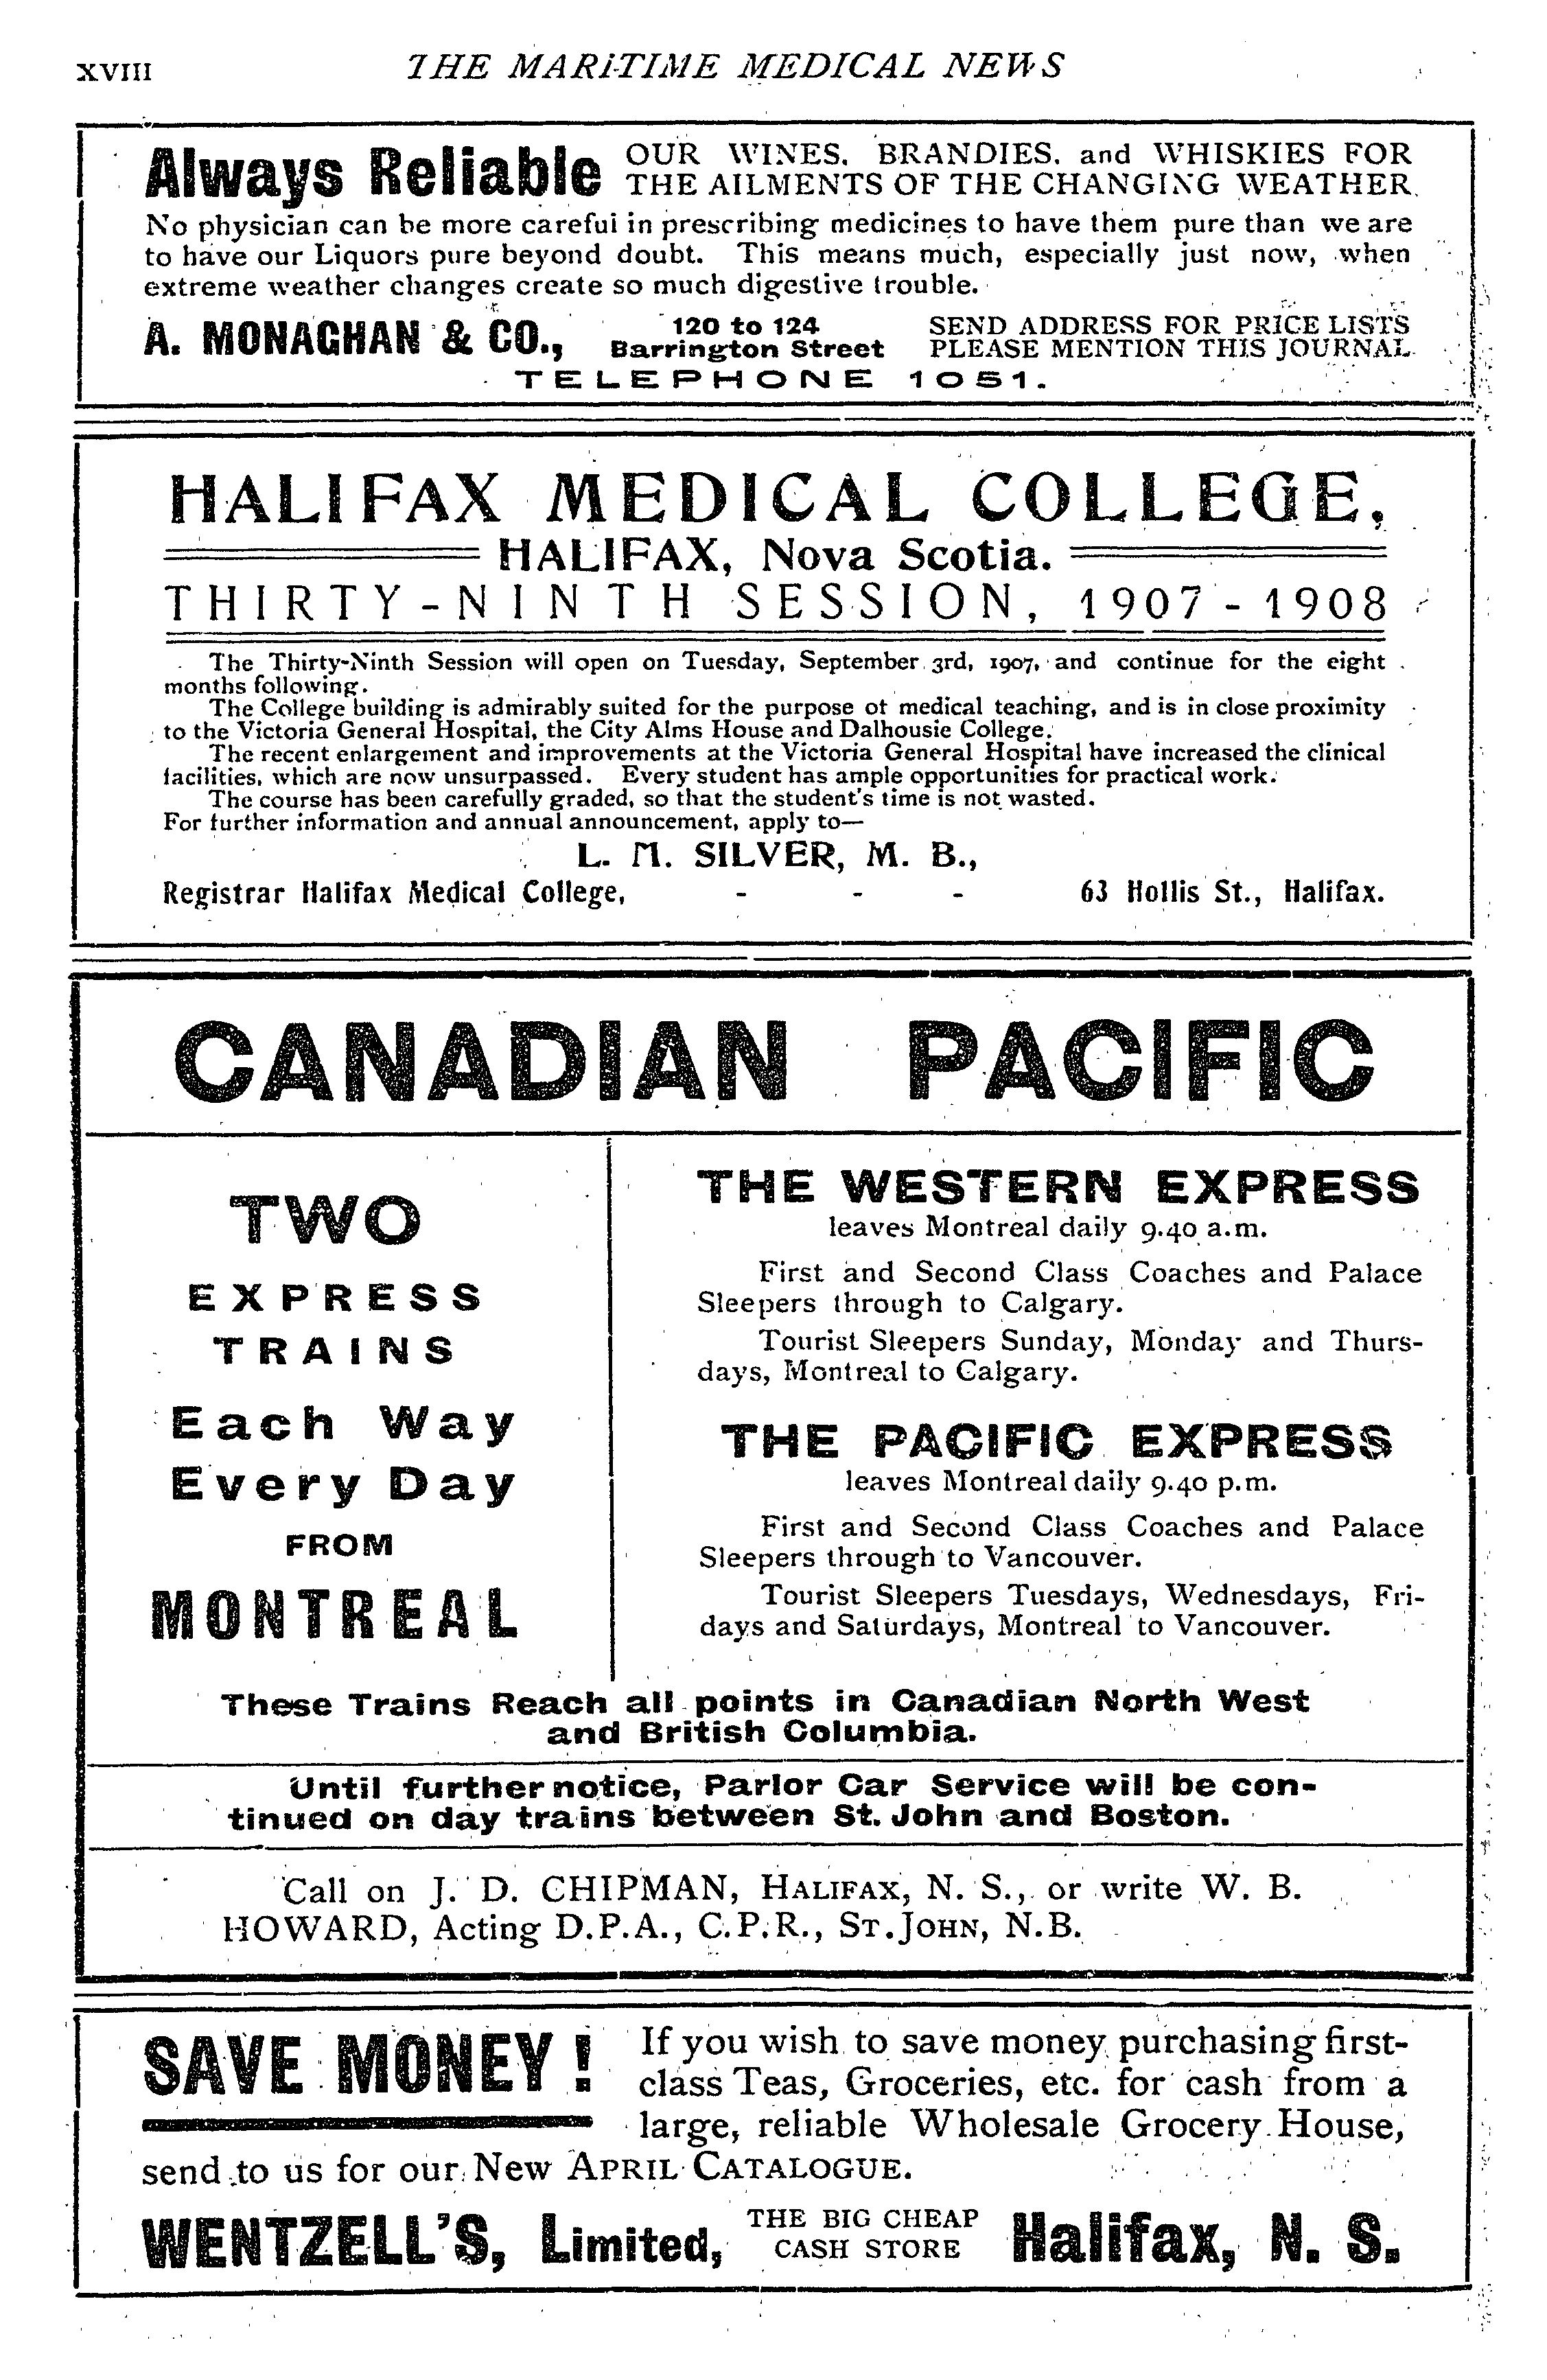 XVIII THE MARITIME MEDICAL NEWS
Always Reliable OUR WINES, BRANDIES, and WHISKIES FOR
THE AILMENTS OF THE CHANGING WEATHER.
No physician can be more careful in prescribing medicines to have them pure than we are
to have our Liquors pure beyond doubt. This means much, especially just now, when
extreme weather changes create so much digestive trouble.
A. MONAGHAN & CO., 120 to 124 Barrington Street
SEND ADDRESS FOR PRICE LISTS
PLEASE MENTION THIS JOURNAL
TELEPHONE 1051.
HALIFAX MEDICAL COLLEGE,
HALIFAX, Nova Scotia.
THIRTY-NINTH SESSION, 1907-1908
The Thirty-Ninth Session will open on Tuesday, September 3rd, 1907, and continue for the eight
months following.
The College building is admirably suited for the purpose of medical teaching, and is in close proximity
to the Victoria General Hospital, the City Alms House and Dalhousie College.
The recent enlargement and improvements at the Victoria General Hospital have increased the clinical
facilities, which are now unsurpassed. Every student has ample opportunities for practical work.
The course has been carefully graded, so that the student's time is not wasted.
For further information and annual announcement, apply to—
L. M. SILVER, M. B.,
Registrar Halifax Medical College, - - - 63 Hollis St., Halifax.
CANADIAN PACIFIC
TWO
EXPRESS
TRAINS
Each Way
Every Day
FROM
MONTREAL
THE WESTERN EXPRESS
leaves Montreal daily 9.40 a.m.
First and Second Class Coaches and Palace
Sleepers through to Calgary.
Tourist Sleepers Sunday, Monday and Thurs-
days, Montreal to Calgary.
THE PACIFIC EXPRESS
leaves Montreal daily 9.40 p.m.
First and Second Class Coaches and Palace
Sleepers through to Vancouver.
Tourist Sleepers Tuesdays, Wednesdays, Fri-
days and Saturdays, Montreal to Vancouver.
These Trains Reach all points in Canadian North West
and British Columbia.
Until further notice, Parlor Car Service will be con-
tinued on day trains between St. John and Boston.
Call on J. D. CHIPMAN, HALIFAX, N. S., or write W. B.
HOWARD, Acting D.P.A., C.P.R., ST. JOHN, N.B.
SAVE MONEY! If you wish to save money purchasing first-
class Teas, Groceries, etc. for cash from a
large, reliable Wholesale Grocery House,
send to us for our New APRIL CATALOGUE.
WENTZELL'S, Limited, THE BIG CHEAP CASH STORE Halifax, N. S.